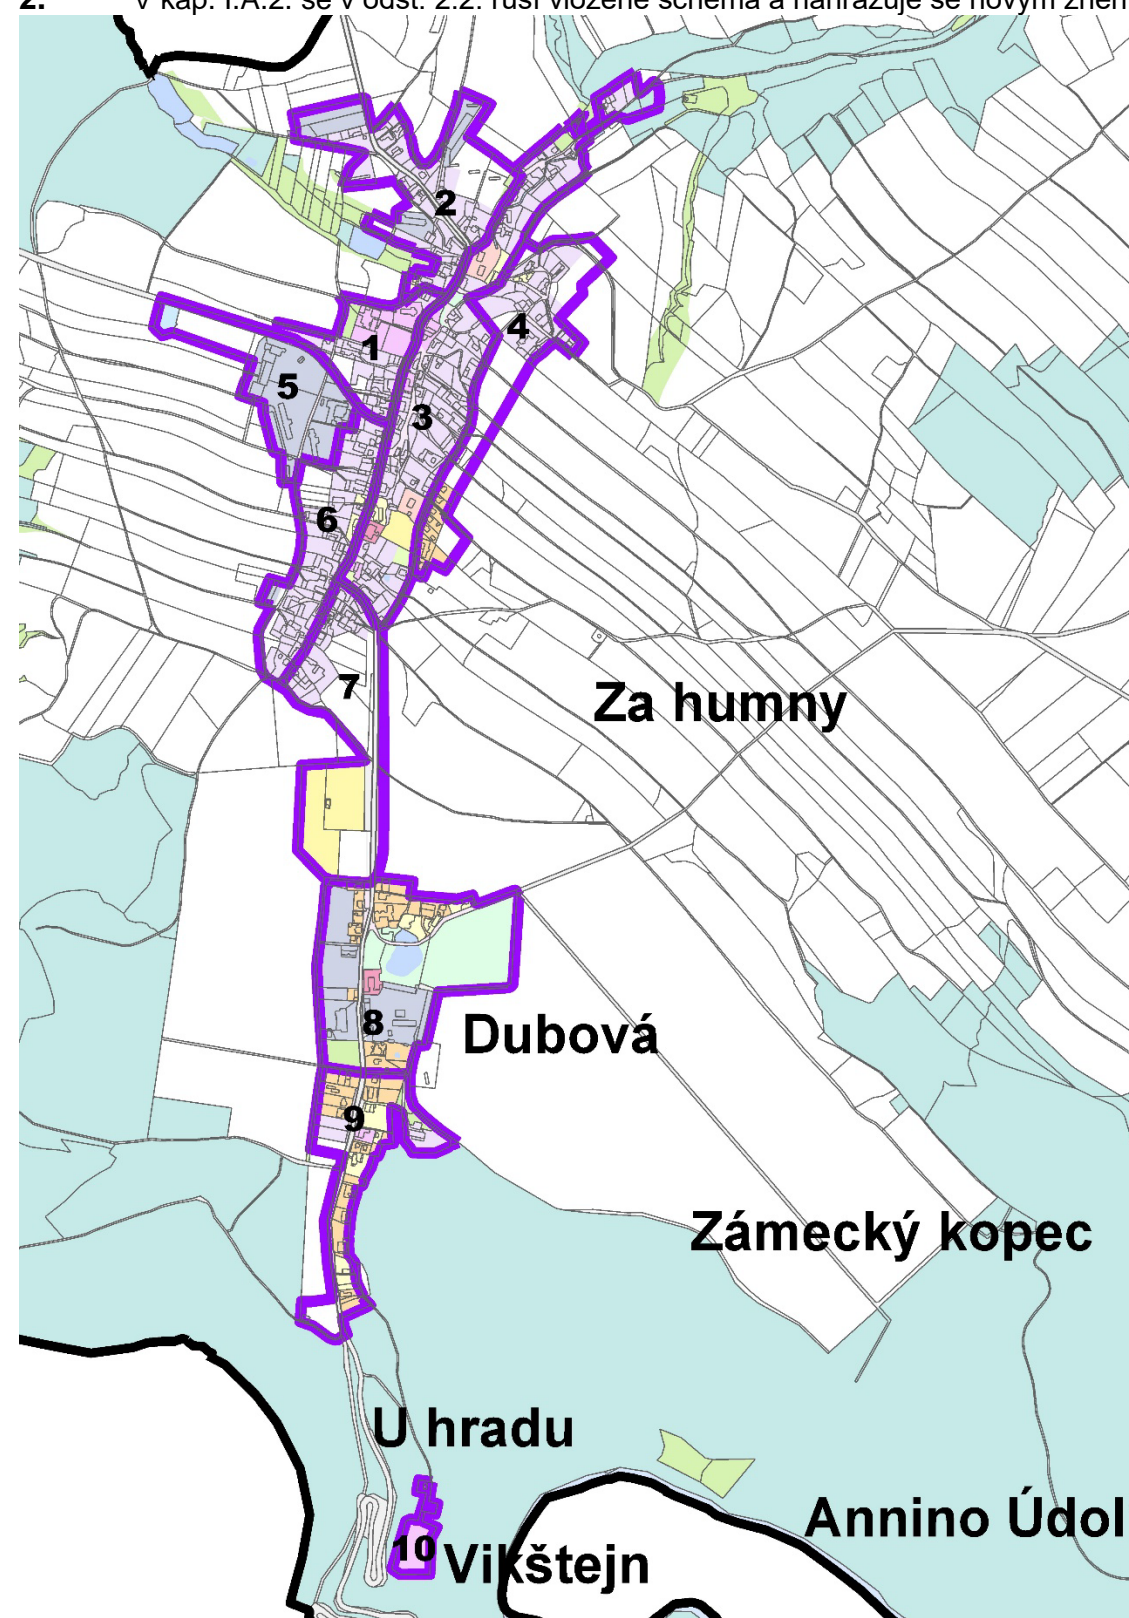 2. V kap. I.A.2. se v odst. 2.2. ruší vložené schéma a nahrazuje se novým zněn
2
1
4
5
3
6
7
Za humny
8
Dubová
9
Zámecký kopec
U hradu
Annino Údol
10
Vikštejn